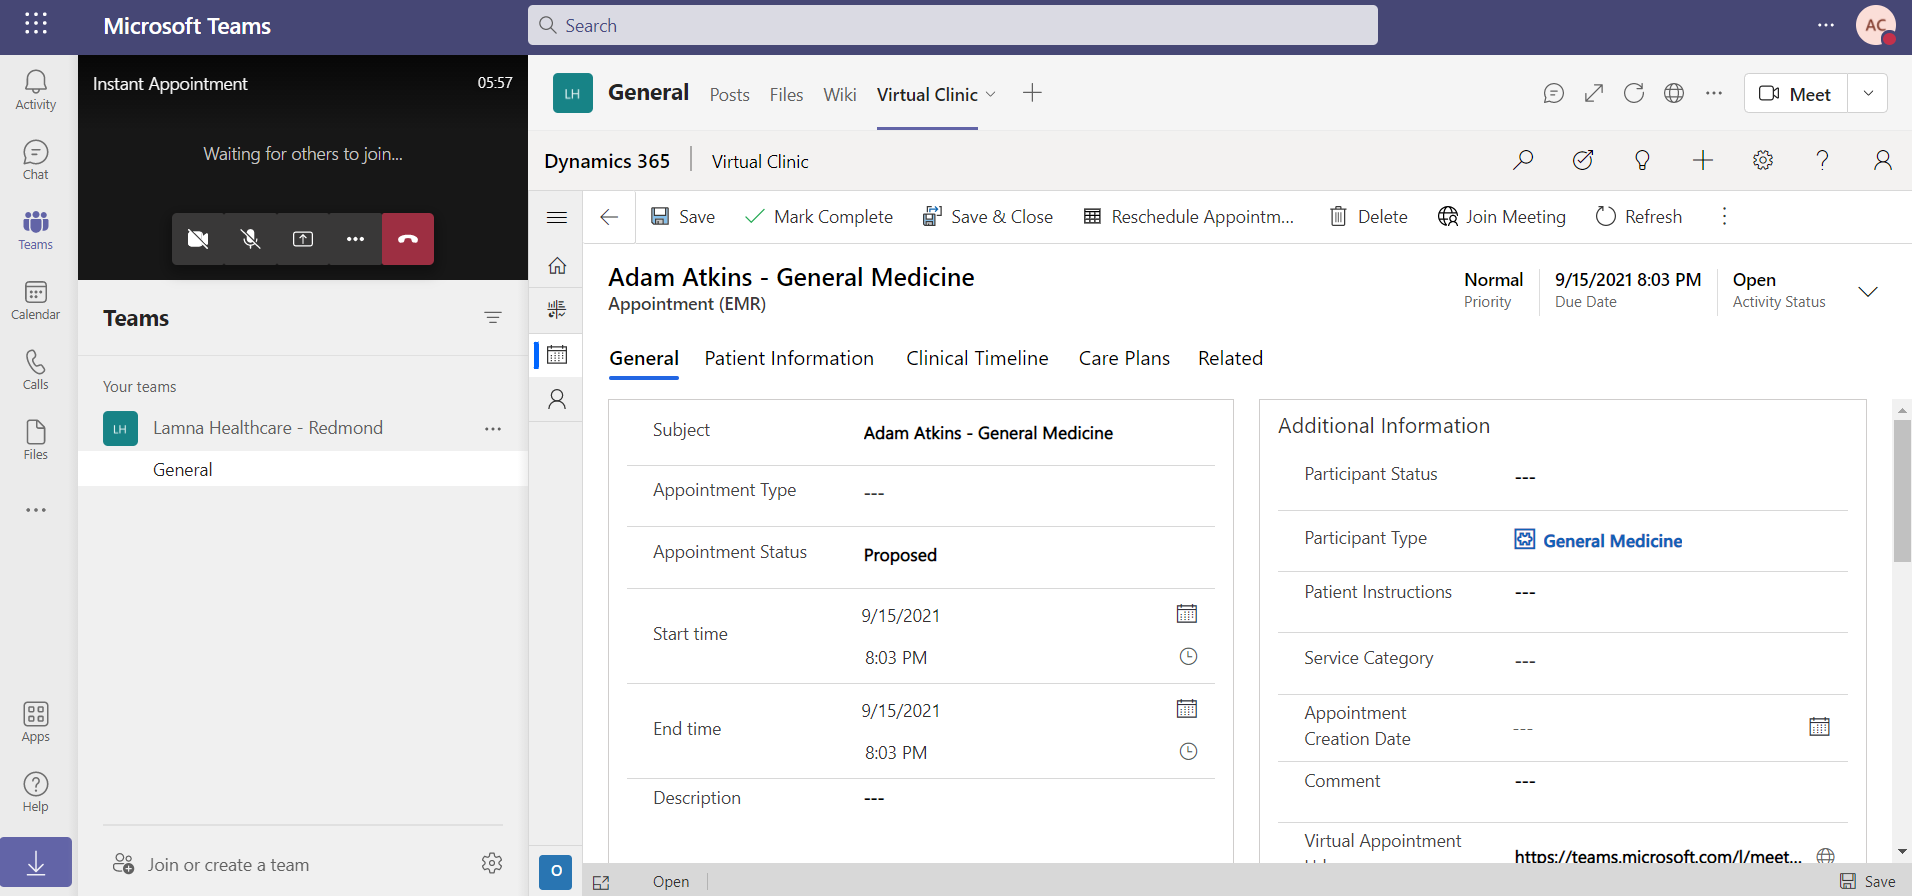 Microsoft Teams
Search
AC
Activity
Chat
Teams
Calendar
Calls
Files
Apps
Help
Instant Appointment
05:57
Waiting for others to join...
Teams
Your teams
LH
Lamna Healthcare - Redmond
General
Join or create a team
LH
General
Posts
Files
Wiki
Virtual Clinic
Meet
Dynamics 365
Virtual Clinic
Save
Mark Complete
Save & Close
Reschedule Appointm...
Delete
Join Meeting
Refresh
Adam Atkins - General Medicine
Appointment (EMR)
Normal
Priority
9/15/2021 8:03 PM
Due Date
Open
Activity Status
General
Patient Information
Clinical Timeline
Care Plans
Related
Subject
Adam Atkins - General Medicine
Appointment Type
---
Appointment Status
Proposed
Start time
9/15/2021
8:03 PM
End time
9/15/2021
8:03 PM
Description
---
Additional Information
Participant Status
---
Participant Type
General Medicine
Patient Instructions
---
Service Category
---
Appointment
Creation Date
---
Comment
---
Virtual Appointment
https://teams.microsoft.com/l/meet...
O
Open
Save